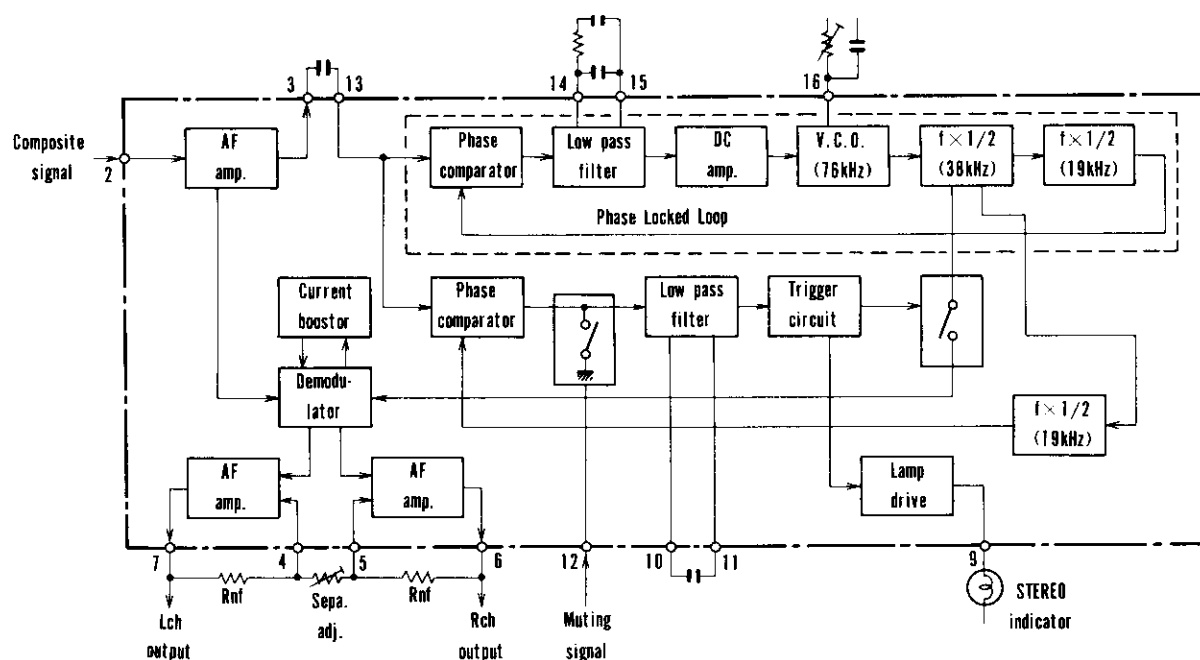 3
13
14
15
16
Composite
signal
2
AF
amp.
Phase
comparator
Low pass
filter
DC
amp.
V.C.O.
(76kHz)
f×1/2
(38kHz)
f×1/2
(19kHz)
Phase Locked Loop
Current
boostor
Phase
comparator
Low pass
filter
Trigger
circuit
Demodu-
lator
f×1/2
(19kHz)
AF
amp.
AF
amp.
Lamp
drive
7
4
5
6
12
10
11
9
Rnf
Sepa.
adj.
Rnf
Lch
output
Rch
output
Muting
signal
STEREO
indicator